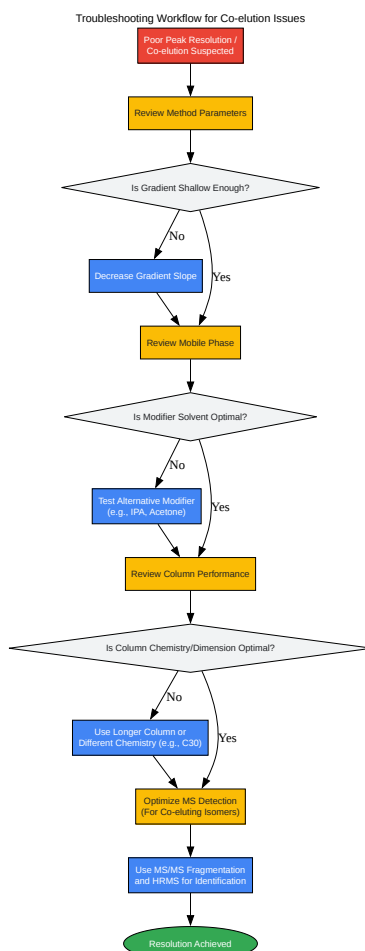 Troubleshooting Workflow for Co-elution Issues
Poor Peak Resolution /
Co-elution Suspected
Review Method Parameters
Is Gradient Shallow Enough?
No
Decrease Gradient Slope
Yes
Review Mobile Phase
Is Modifier Solvent Optimal?
No
Test Alternative Modifier
(e.g., IPA, Acetone)
Yes
Review Column Performance
Is Column Chemistry/Dimension Optimal?
No
Use Longer Column or
Different Chemistry (e.g., C30)
Yes
Optimize MS Detection
(For Co-eluting Isomers)
Use MS/MS Fragmentation
and HRMS for Identification
Resolution Achieved